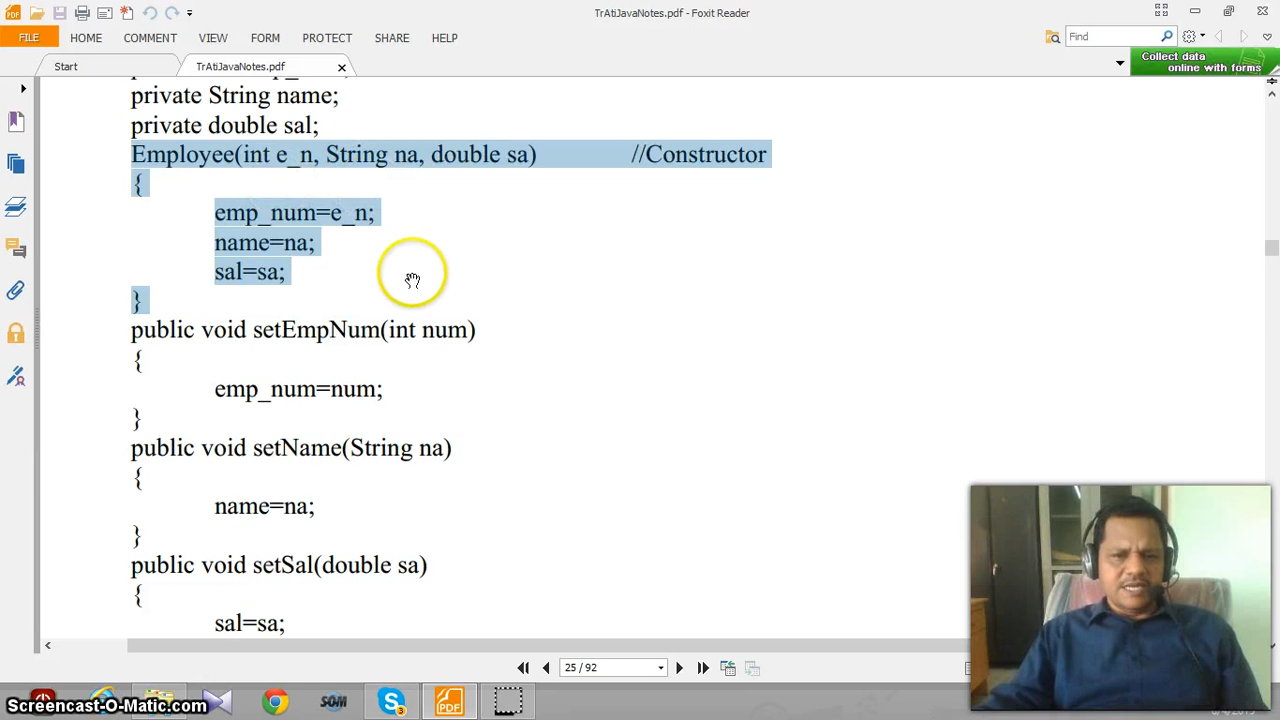 TrAtiJavaNotes.pdf - Foxit Reader
FILE HOME COMMENT VIEW FORM PROTECT SHARE HELP
Find
Collect data
online with forms
Start TrAtiJavaNotes.pdf
private String name;
private double sal;
Employee(int e_n, String na, double sa) //Constructor
{
emp_num=e_n;
name=na;
sal=sa;
}
public void setEmpNum(int num)
{
emp_num=num;
}
public void setName(String na)
{
name=na;
}
public void setSal(double sa)
{
sal=sa;
25 / 92
SOM
PDF
Screencast-O-Matic.com